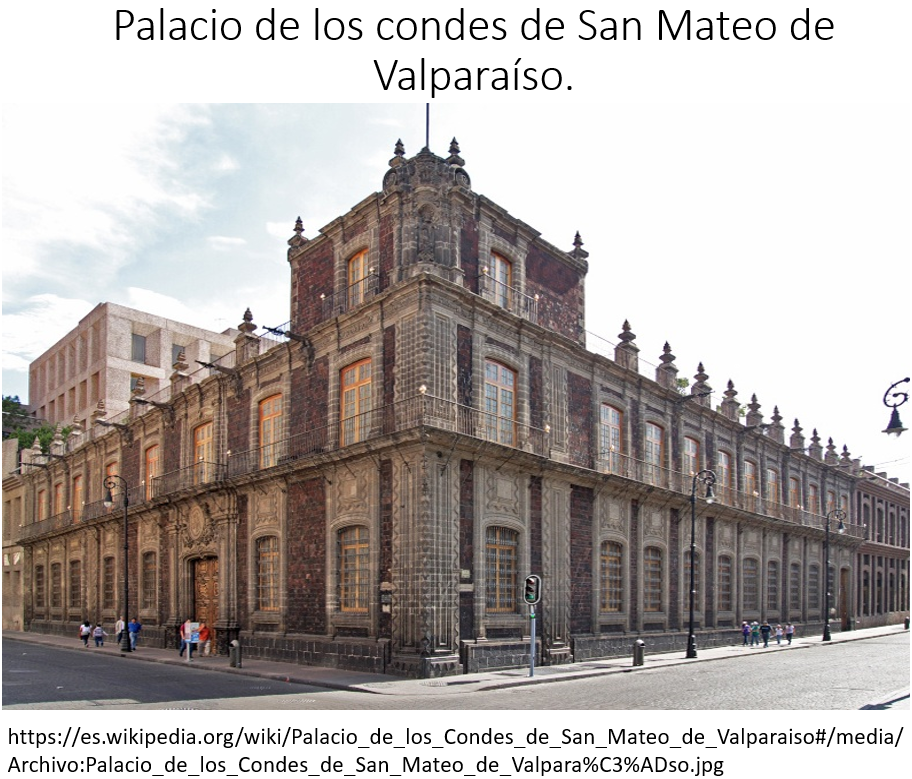 Palacio de los condes de San Mateo de
Valparaíso.
https://es.wikipedia.org/wiki/Palacio_de_los_Condes_de_San_Mateo_de_Valparaiso#/media/
Archivo:Palacio_de_los_Condes_de_San_Mateo_de_Valpara%C3%ADso.jpg